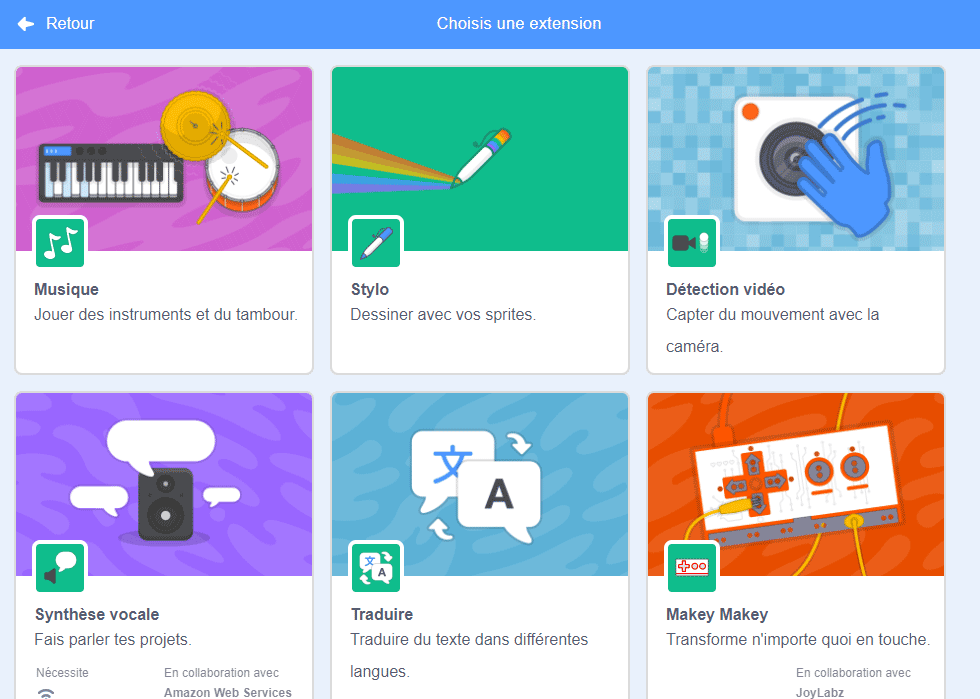 Retour
Choisis une extension
Musique
Jouer des instruments et du tambour.
Stylo
Dessiner avec vos sprites.
Détection vidéo
Capter du mouvement avec la
caméra.
文
A
文
A
Synthèse vocale
Fais parler tes projets.
Nécessite
En collaboration avec
Amazon Web Services
Traduire
Traduire du texte dans différentes
langues.
Makey Makey
Transforme n'importe quoi en touche.
En collaboration avec
JoyLabz